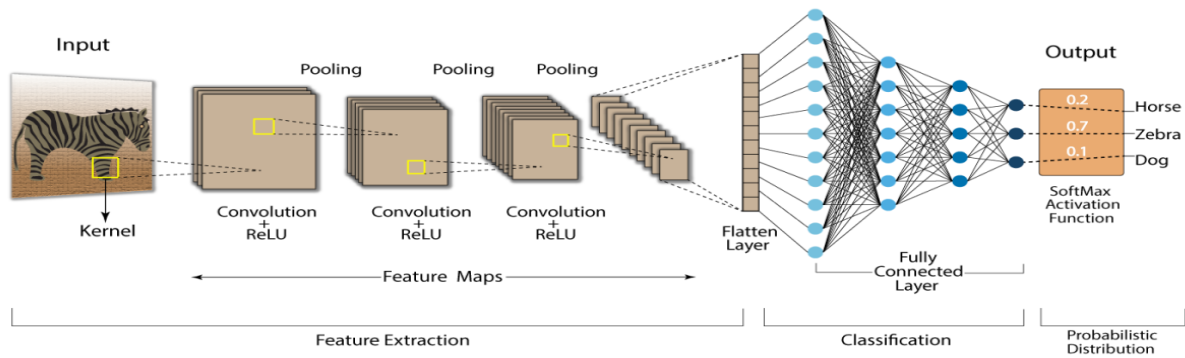 Input
Kernel
Pooling
Pooling
Pooling
Convolution
+
ReLU
Convolution
+
ReLU
Convolution
+
ReLU
Feature Maps
Flatten
Layer
Fully
Connected
Layer
Output
0.2
0.7
0.1
Horse
Zebra
Dog
SoftMax
Activation
Function
Feature Extraction
Classification
Probabilistic
Distribution